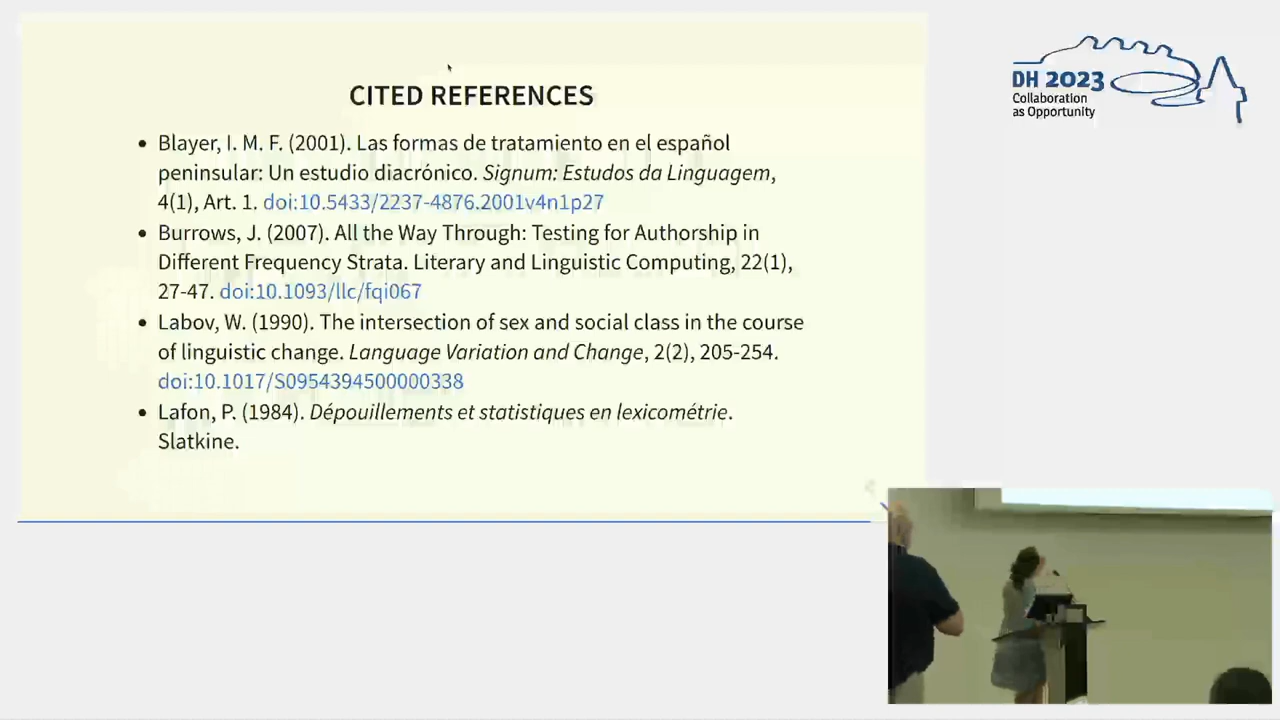 CITED REFERENCES
• Blayer, I. M. F. (2001). Las formas de tratamiento en el español
peninsular: Un estudio diacrónico. Signum: Estudos da Linguagem,
4(1), Art. 1. doi:10.5433/2237-4876.2001v4n1p27
• Burrows, J. (2007). All the Way Through: Testing for Authorship in
Different Frequency Strata. Literary and Linguistic Computing, 22(1),
27-47. doi:10.1093/llc/fqi067
• Labov, W. (1990). The intersection of sex and social class in the course
of linguistic change. Language Variation and Change, 2(2), 205-254.
doi:10.1017/S0954394500000338
• Lafon, P. (1984). Dépouillements et statistiques en lexicométrie.
Slatkine.
DH 2023
Collaboration
as Opportunity